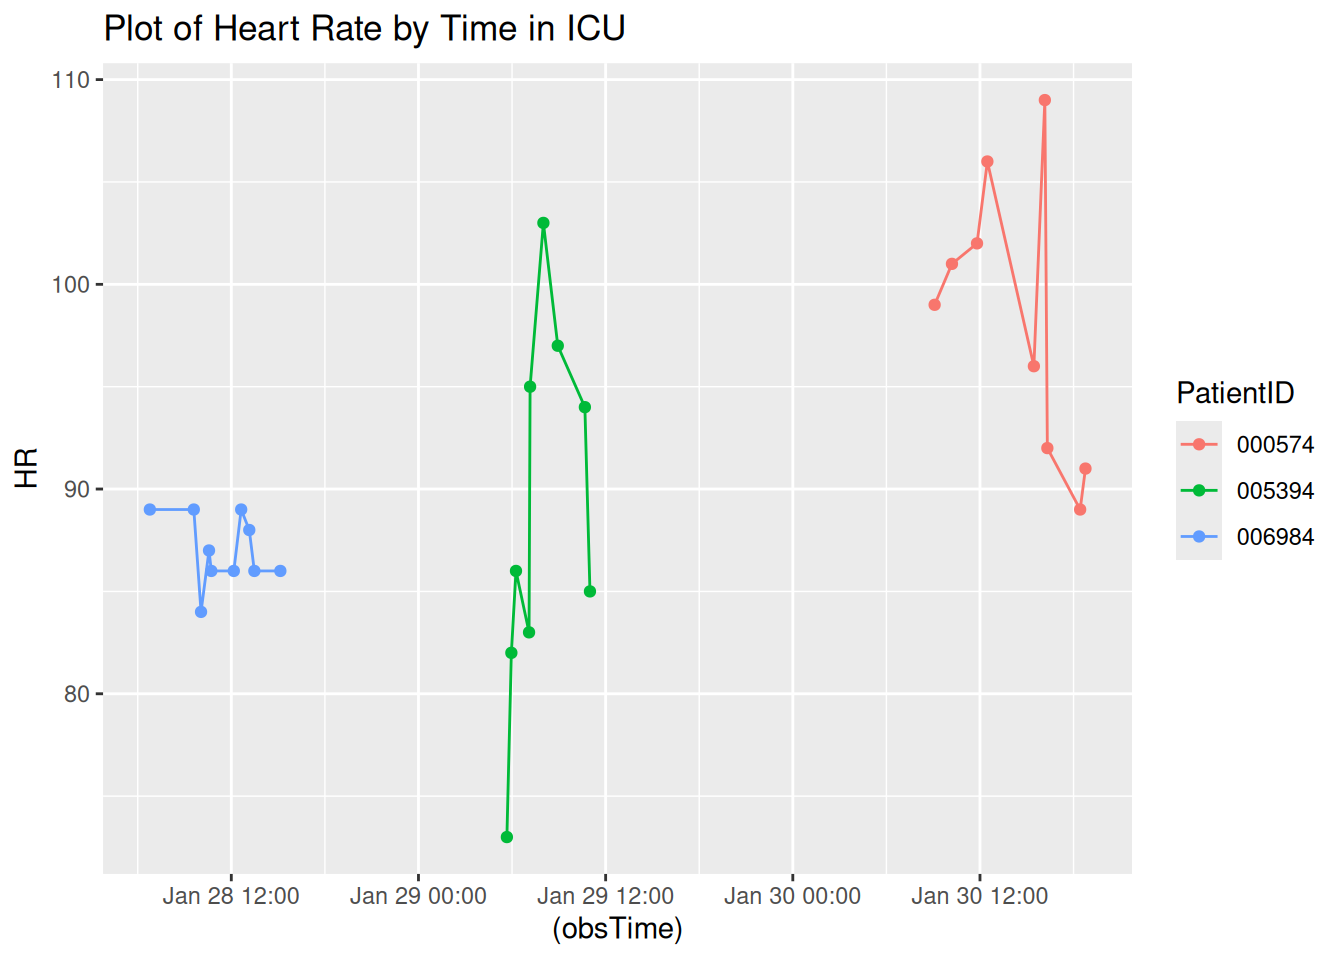 Plot of Heart Rate by Time in ICU
110
100
90
80
HR
Jan 28 12:00
Jan 29 00:00
Jan 29 12:00
Jan 30 00:00
Jan 30 12:00
(obsTime)
PatientID
000574
005394
006984